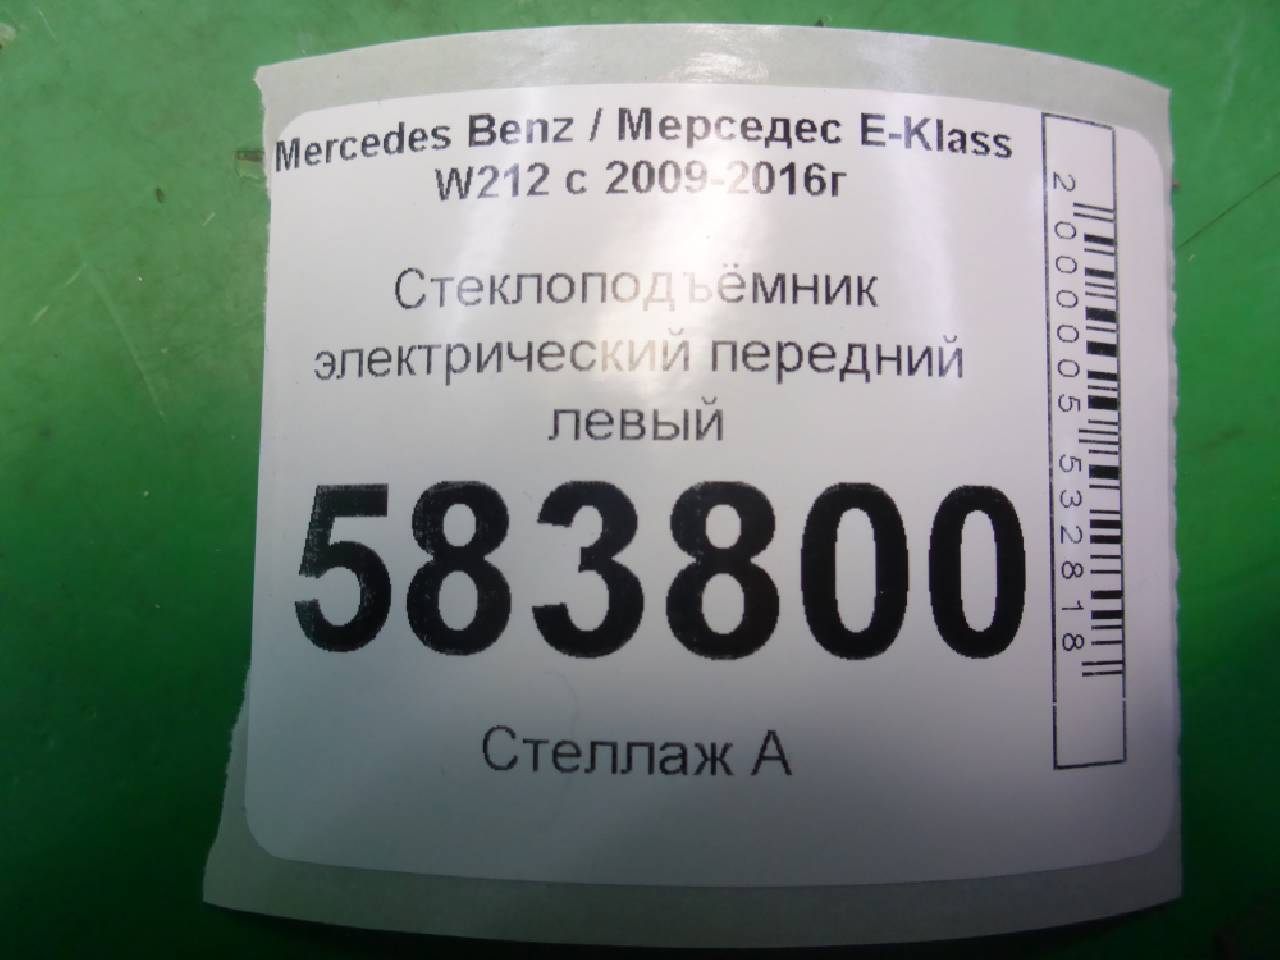 Mercedes Benz / Мерседес E-Klass
W212 с 2009-2016г
Стеклоподъёмник
электрический передний
левый
583800
Стеллаж А
2000005532818